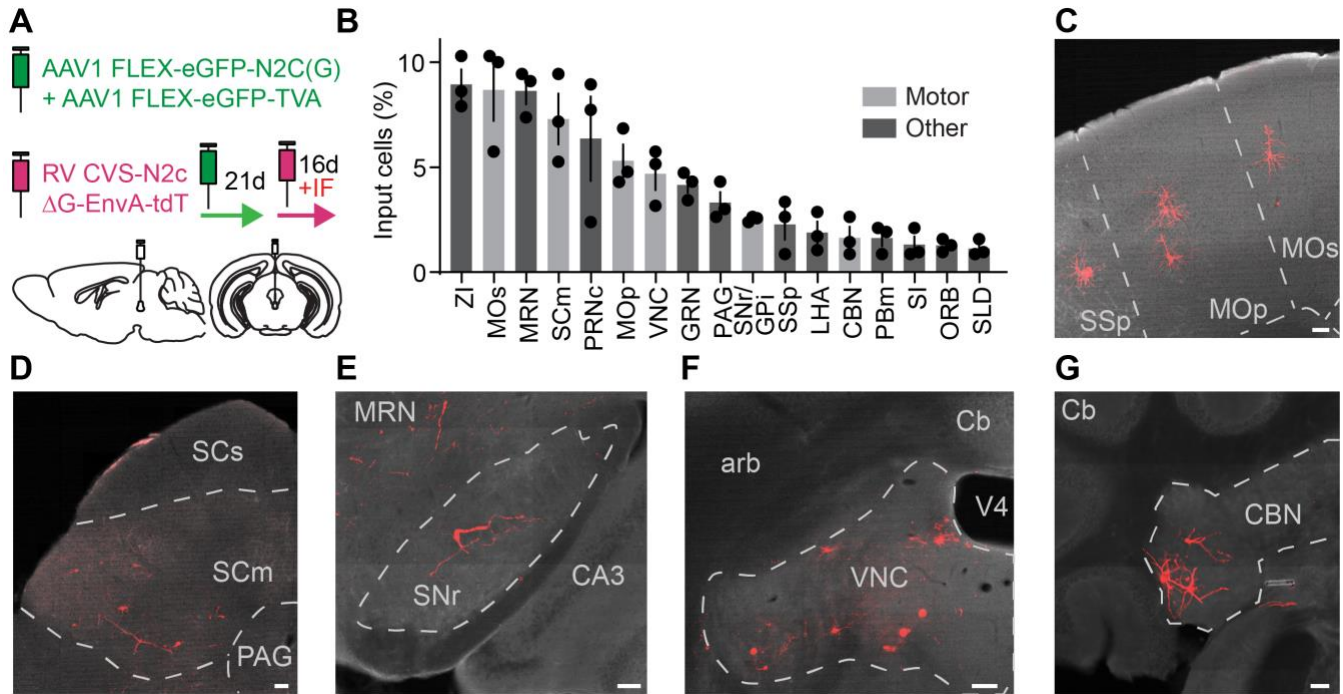 A
AAV1 FLEX-eGFP-N2C(G)
+ AAV1 FLEX-eGFP-TVA
RV CVS-N2c
ΔG-EnvA-tdT
21d
16d
+IF
B
Input cells (%)
10
5
0
Motor
Other
ZI
MOs
MRN
SCm
PRNc
MOp
VNC
GRN
PAG
SNr/
GPi
SSp
LHA
CBN
PBm
SI
ORB
SLD
C
MOs
SSp
MOp
D
SCs
SCm
PAG
E
MRN
CA3
SNr
F
Cb
arb
V4
VNC
G
Cb
CBN